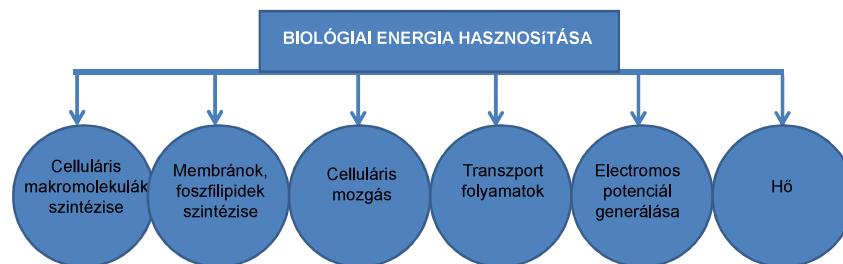 BIOLÓGIAI ENERGIA HASZNOSíTÁSA
Celluláris
makromolekulák
szintézise
Membránok,
foszfilipidek
szintézise
Celluláris
mozgás
Transzport
folyamatok
Electromos
potenciál
generálása
Hő